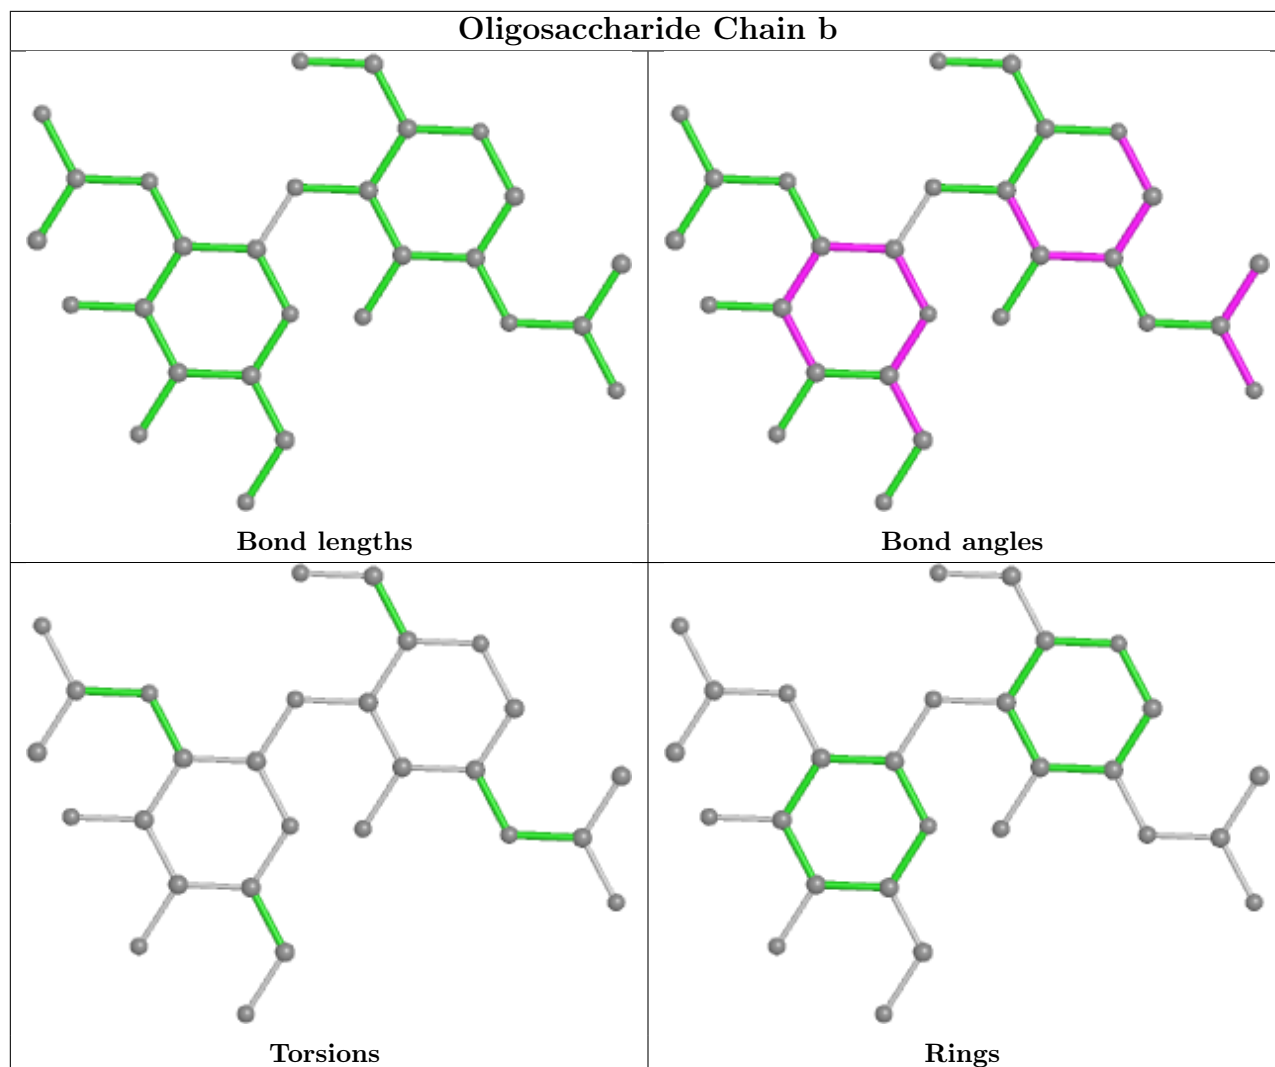 Oligosaccharide Chain b
Bond lengths
Bond angles
Torsions
Rings